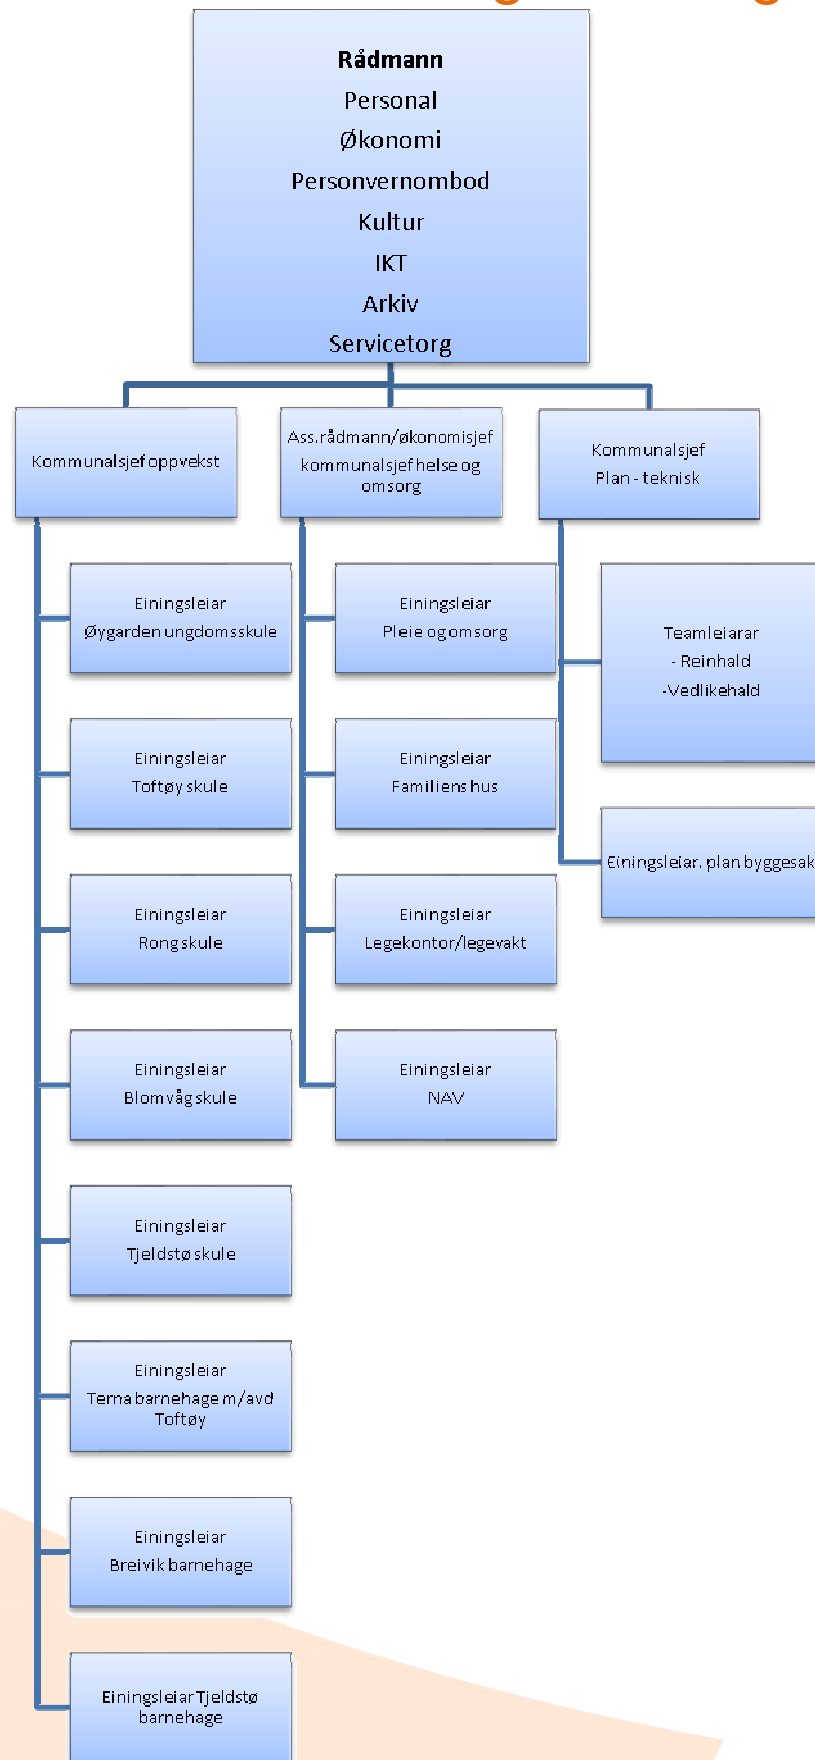 Rådmann
Personal
Økonomi
Personvernombod
Kultur
IKT
Arkiv
Servicetorg
Kommunalsjef oppvekst
Ass.rådmann/økonomisjef
kommunalsjef helse og
omsorg
Kommunalsjef
Plan - teknisk
Einingsleiar
Øygarden ungdomsskule
Einingsleiar
Toftøy skule
Einingsleiar
Rong skule
Einingsleiar
Blomvåg skule
Einingsleiar
Tjeldstø skule
Einingsleiar
Terna barnehage m/avd
Toftøy
Einingsleiar
Breivik barnehage
Einingsleiar Tjeldstø
barnehage
Einingsleiar
Pleie og omsorg
Einingsleiar
Familiens hus
Einingsleiar
Legekontor/legevakt
Einingsleiar
NAV
Teamleiarar
- Reinhald
-Vedlikehald
Einingsleiar. plan.byggesak